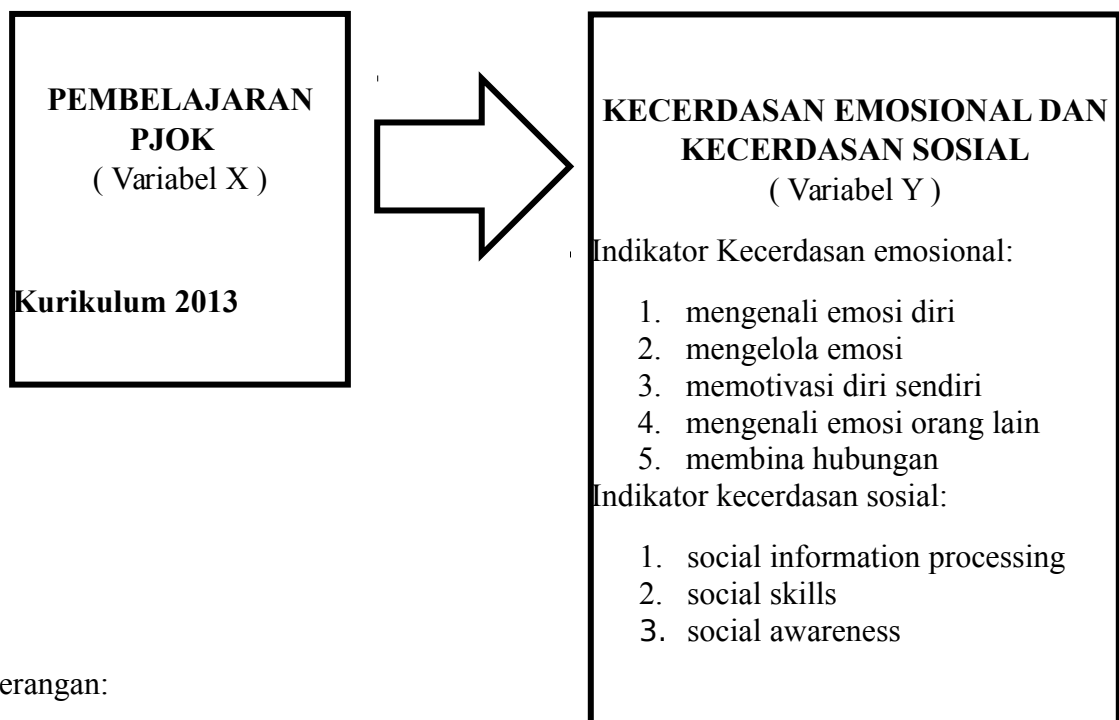 PEMBELAJARAN
PJOK
( Variabel X )
Kurikulum 2013
KECERDASAN EMOSIONAL DAN
KECERDASAN SOSIAL
( Variabel Y )
Indikator Kecerdasan emosional:
1. mengenali emosi diri
2. mengelola emosi
3. memotivasi diri sendiri
4. mengenali emosi orang lain
5. membina hubungan
Indikator kecerdasan sosial:
1. social information processing
2. social skills
3. social awareness
erangan: